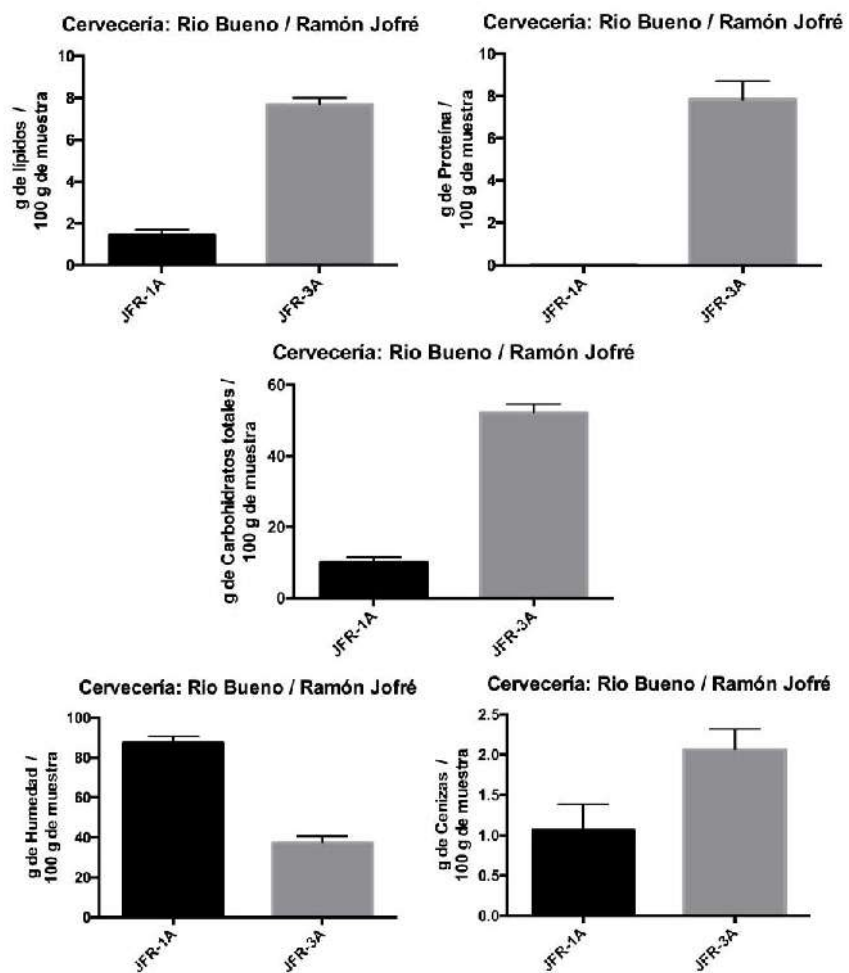 Cervecería: Rio Bueno / Ramón Jofré
g de lípidos /
100 g de muestra
10
8
6
4
2
0
JFR-1A
JFR-3A
Cervecería: Rio Bueno / Ramón Jofré
g de Proteína /
100 g de muestra
10
8
6
4
2
0
JFR-1A
JFR-3A
Cervecería: Rio Bueno / Ramón Jofré
g de Carbohidratos totales /
100 g de muestra
60
40
20
0
JFR-1A
JFR-3A
Cervecería: Rio Bueno / Ramón Jofré
g de Humedad /
100 g de muestra
100
80
60
40
20
0
JFR-1A
JFR-3A
Cervecería: Rio Bueno / Ramón Jofré
g de Cenizas /
100 g de muestra
2.5
2.0
1.5
1.0
0.5
0.0
JFR-1A
JFR-3A